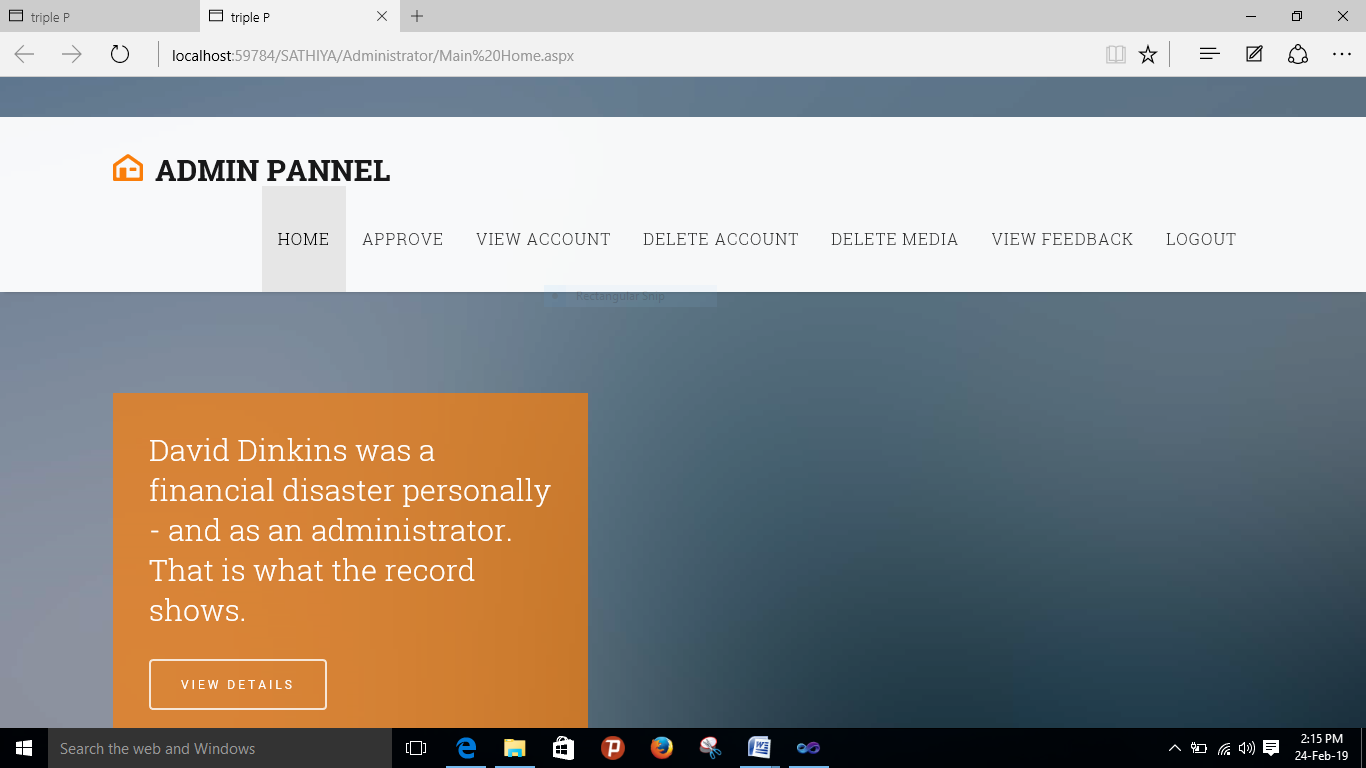 triple P
triple P
localhost:59784/SATHIYA/Administrator/Main%20Home.aspx
ADMIN PANNEL
HOME APPROVE VIEW ACCOUNT DELETE ACCOUNT DELETE MEDIA VIEW FEEDBACK LOGOUT
Rectangular Snip
David Dinkins was a
financial disaster personally
- and as an administrator.
That is what the record
shows.
VIEW DETAILS
Search the web and Windows
2:15 PM
24-Feb-19